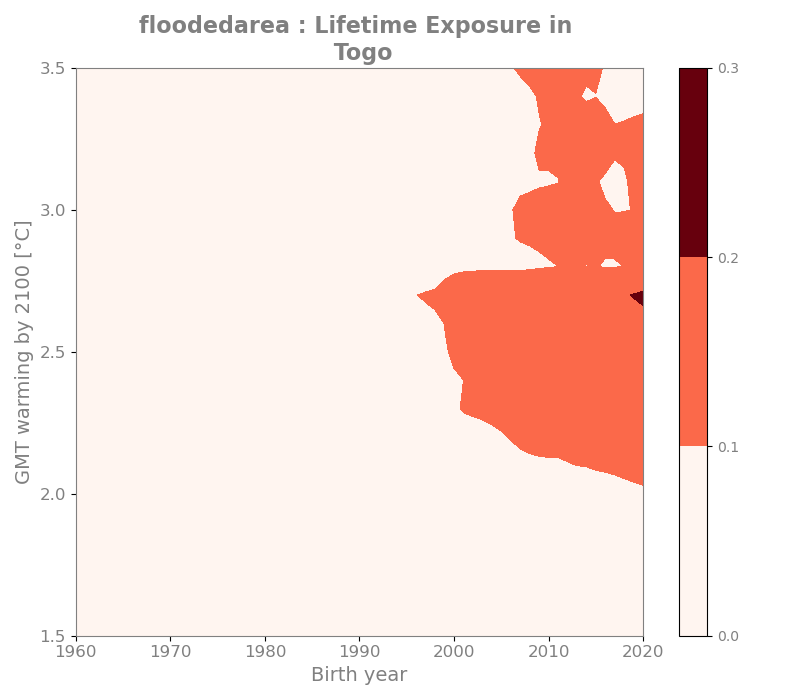 floodedarea : Lifetime Exposure in
Togo
3.5
3.0
2.5
2.0
1.5
GMT warming by 2100 [°C]
1960 1970 1980 1990 2000 2010 2020
Birth year
0.3
0.2
0.1
0.0